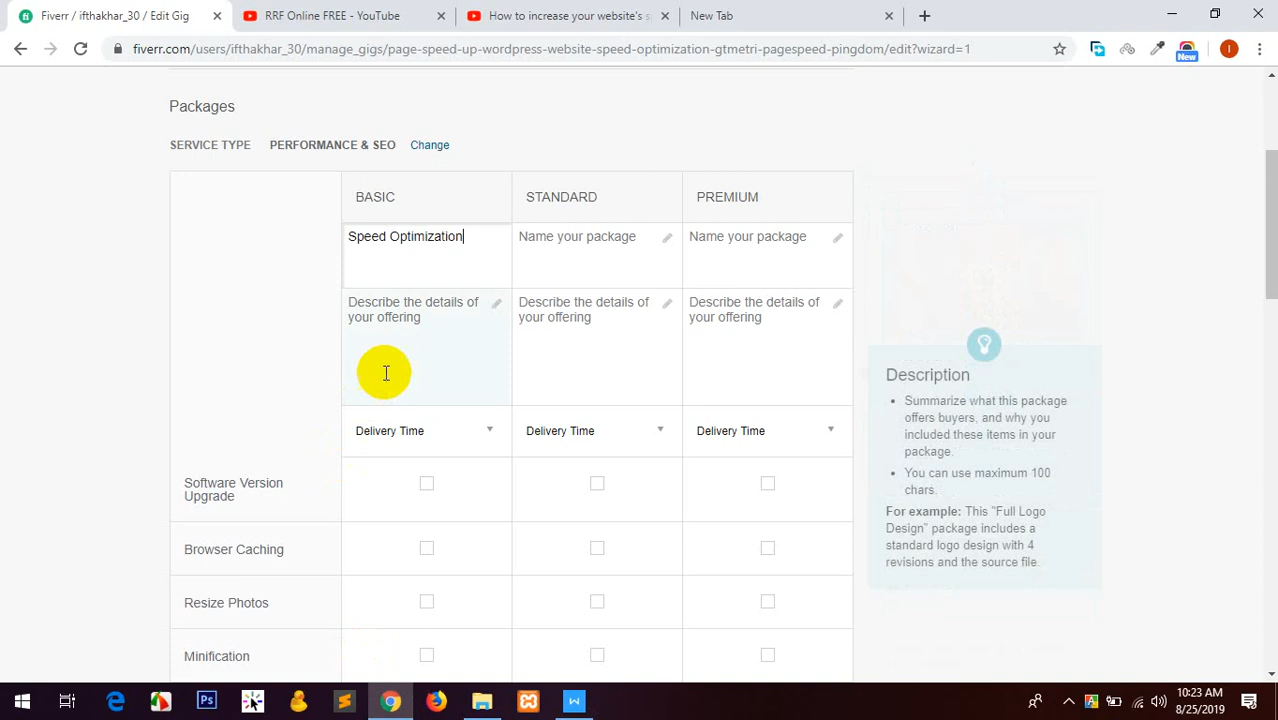 Fiverr / ifthakhar_30 / Edit Gig
RRF Online FREE - YouTube
How to increase your website's s
New Tab
fiverr.com/users/ifthakhar_30/manage_gigs/page-speed-up-wordpress-website-speed-optimization-gtmetri-pagespeed-pingdom/edit?wizard=1
New
I
Packages
SERVICE TYPE PERFORMANCE & SEO Change
BASIC STANDARD PREMIUM
Speed Optimization Name your package Name your package
Describe the details of Describe the details of Describe the details of
your offering your offering your offering
Delivery Time Delivery Time Delivery Time
Software Version
Upgrade
Browser Caching
Resize Photos
Minification
Description
Summarize what this package
offers buyers, and why you
included these items in your
package.
You can use maximum 100
chars.
For example: This "Full Logo
Design" package includes a
standard logo design with 4
revisions and the source file.
Ps
W
A
10:23 AM
8/25/2019